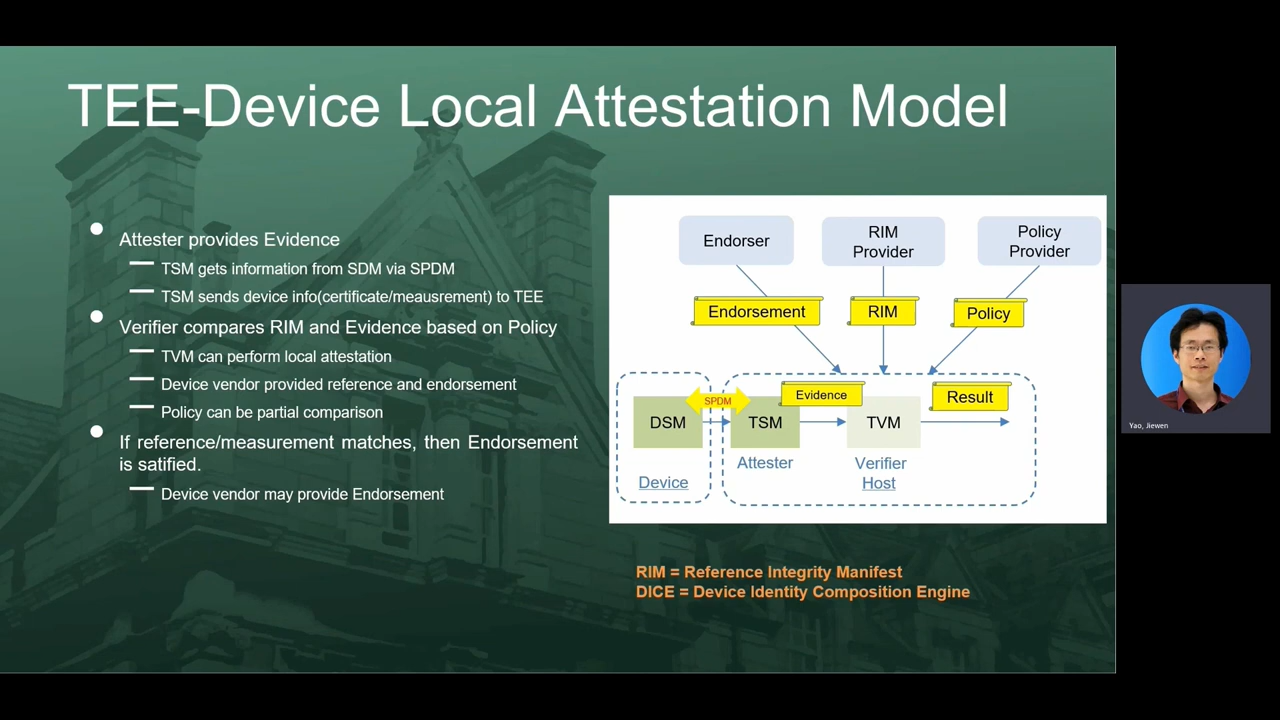 TEE-Device Local Attestation Model
Attester provides Evidence
TSM gets information from SDM via SPDM
TSM sends device info(certificate/meausrement) to TEE
Verifier compares RIM and Evidence based on Policy
TVM can perform local attestation
Device vendor provided reference and endorsement
Policy can be partial comparison
If reference/measurement matches, then Endorsement
is satified.
Device vendor may provide Endorsement
Endorser
RIM
Provider
Policy
Provider
Endorsement
RIM
Policy
SPDM
Evidence
Result
DSM
TSM
TVM
Attester
Verifier
Device
Host
RIM = Reference Integrity Manifest
DICE = Device Identity Composition Engine
Yao, Jiewen